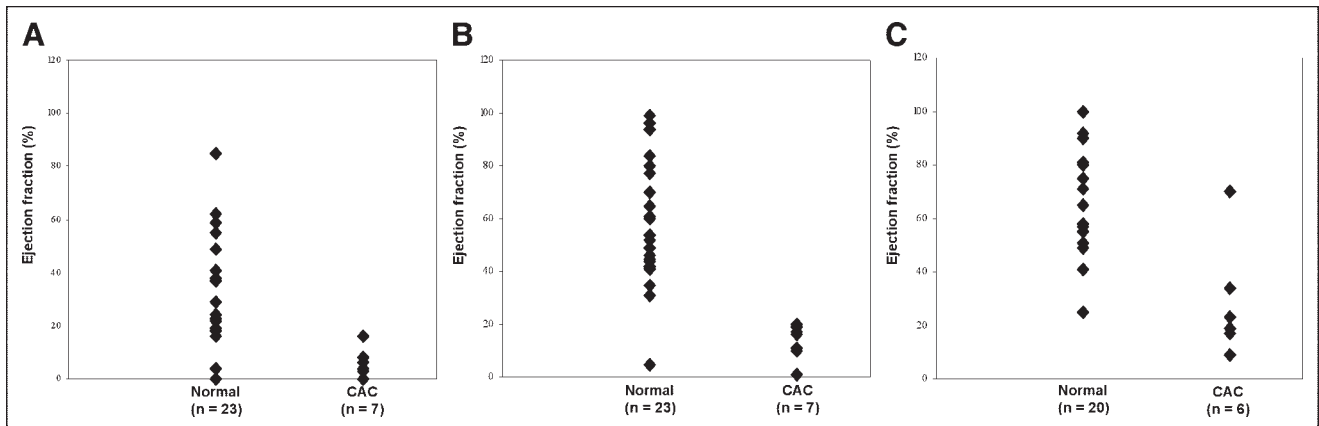 A
120
100
80
60
40
20
0
Ejection fraction (%)
Normal
(n = 23)
CAC
(n = 7)
B
120
100
80
60
40
20
0
Ejection fraction (%)
Normal
(n = 23)
CAC
(n = 7)
C
120
100
80
60
40
20
0
Ejection fraction (%)
Normal
(n = 20)
CAC
(n = 6)